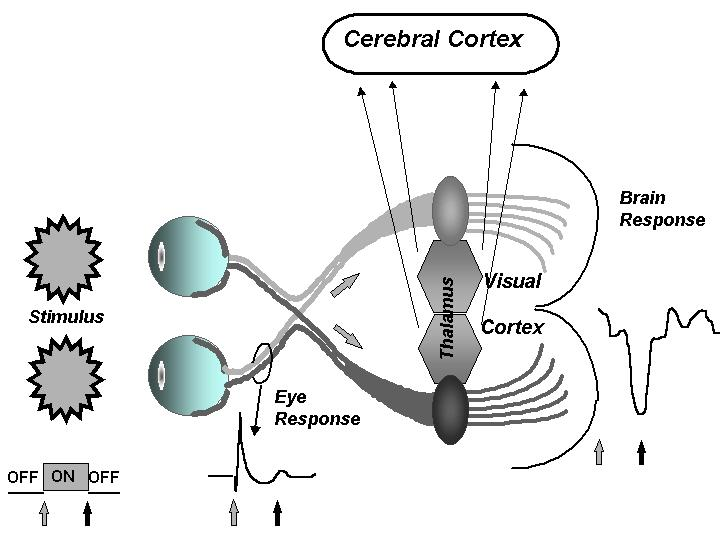 Cerebral Cortex
Brain
Response
Stimulus
Thalamus
Visual
Cortex
Eye
Response
OFF ON OFF